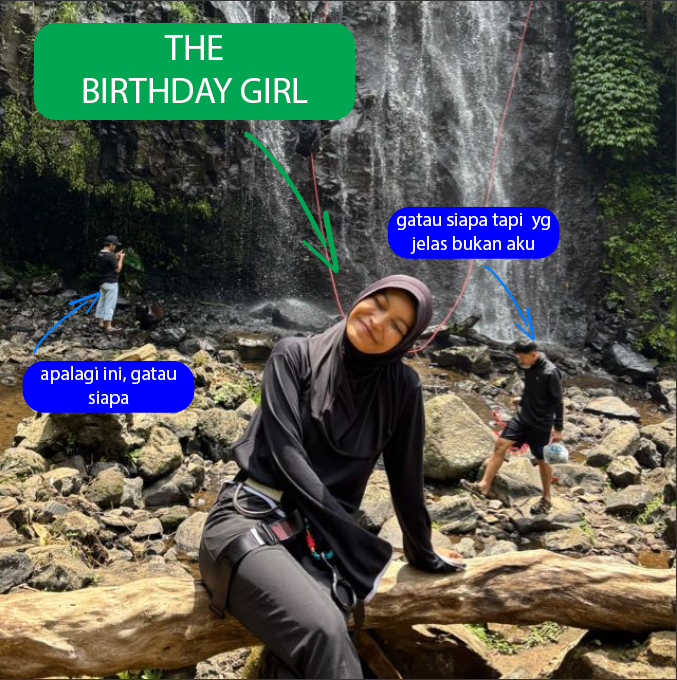 THE
BIRTHDAY GIRL
gatau siapa tapi yg
jelas bukan aku
apalagi ini, gatau
siapa